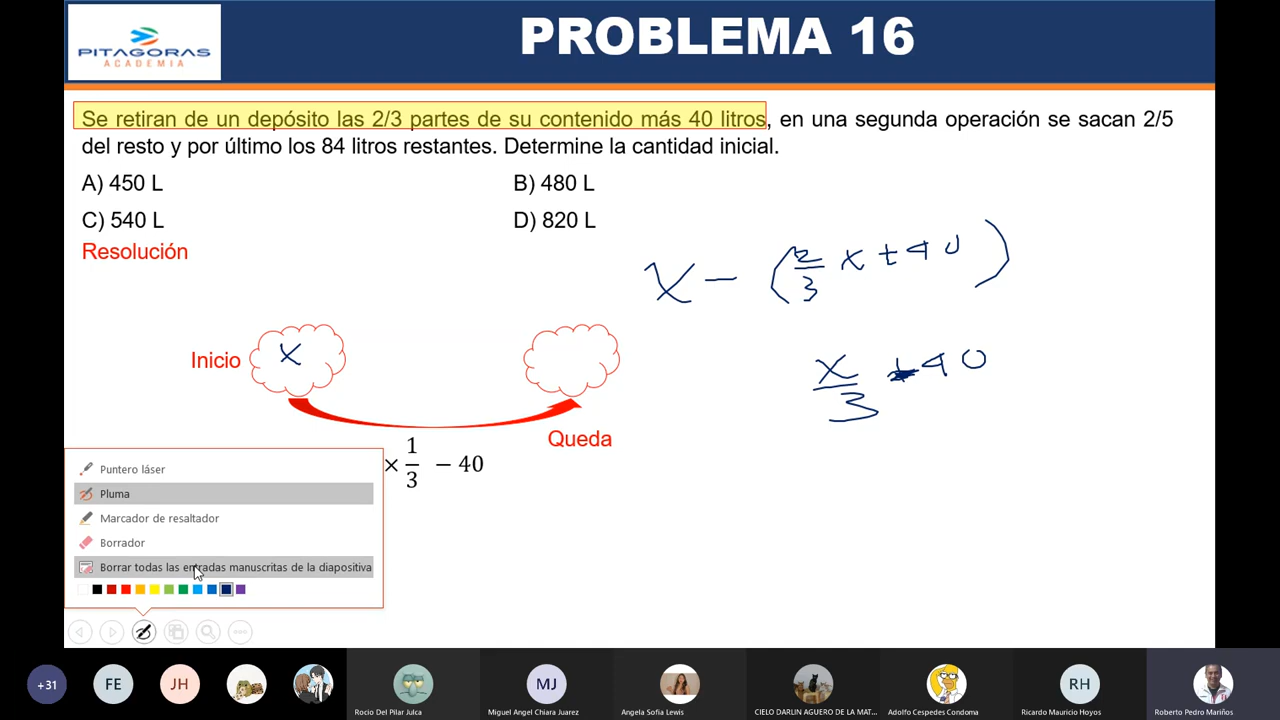 PITAGORAS
ACADEMIA
PROBLEMA 16
Se retiran de un depósito las 2/3 partes de su contenido más 40 litros, en una segunda operación se sacan 2/5
del resto y por último los 84 litros restantes. Determine la cantidad inicial.
A) 450 L
B) 480 L
C) 540 L
D) 820 L
Resolución
x - (2/3 x + 40)
Inicio
x
x/3 - 40
Queda
× 1/3 − 40
Puntero láser
Pluma
Marcador de resaltador
Borrador
Borrar todas las entradas manuscritas de la diapositiva
+31
FE
JH
MJ
RH
Rocio Del Pilar Julca
Miguel Angel Chiara Juarez
Angela Sofia Lewis
CIELO DARLIN AGUERO DE LA MAT...
Adolfo Cespedes Condoma
Ricardo Mauricio Hoyos
Roberto Pedro Mariños